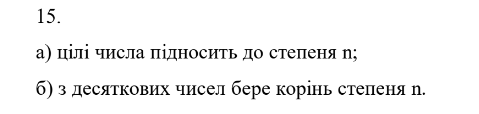 15.
а) цілі числа підносить до степеня n;
б) з десяткових чисел бере корінь степеня n.